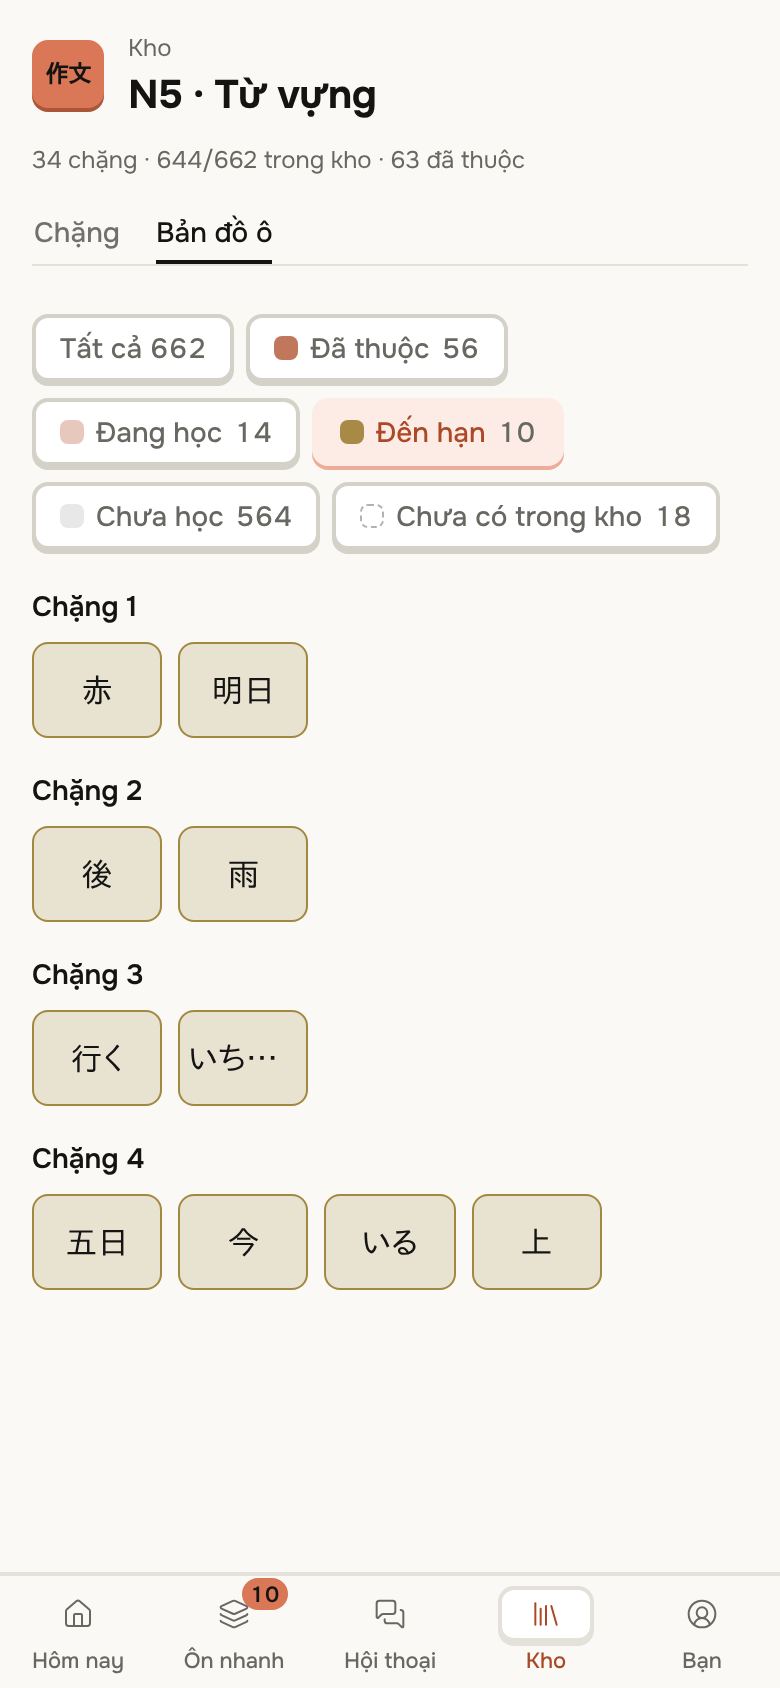 作文
Kho
N5 · Từ vựng
34 chặng · 644/662 trong kho · 63 đã thuộc
Chặng Bản đồ ô
Tất cả 662 Đã thuộc 56
Đang học 14 Đến hạn 10
Chưa học 564 Chưa có trong kho 18
Chặng 1
赤 明日
Chặng 2
後 雨
Chặng 3
行く いち…
Chặng 4
五日 今 いる 上
10
Hôm nay Ôn nhanh Hội thoại Kho Bạn